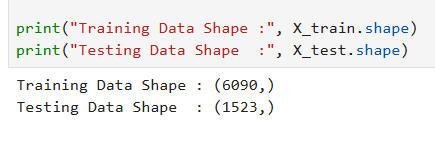 print("Training Data Shape :", X_train.shape)
print("Testing Data Shape  :", X_test.shape)
Training Data Shape : (6090,)
Testing Data Shape  : (1523,)